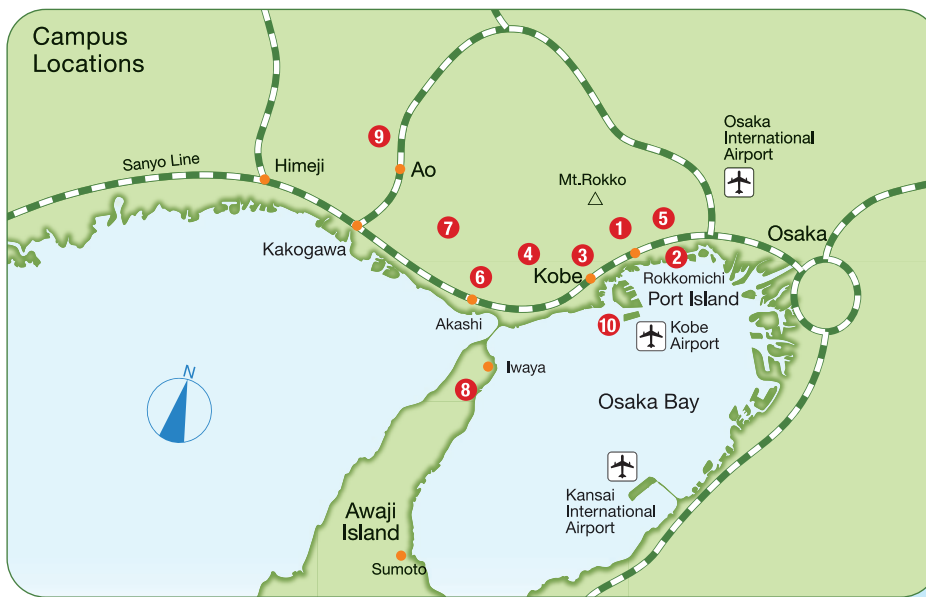 Campus
Locations
Osaka
International
Airport
9
Sanyo Line
Himeji
Ao
Mt.Rokko
1
5
7
Kakogawa
4
3
2
Osaka
6
Kobe
Rokkomichi
Port Island
Akashi
10
Kobe
Airport
Iwaya
8
N
Osaka Bay
Kansai
International
Airport
Awaji
Island
Sumoto